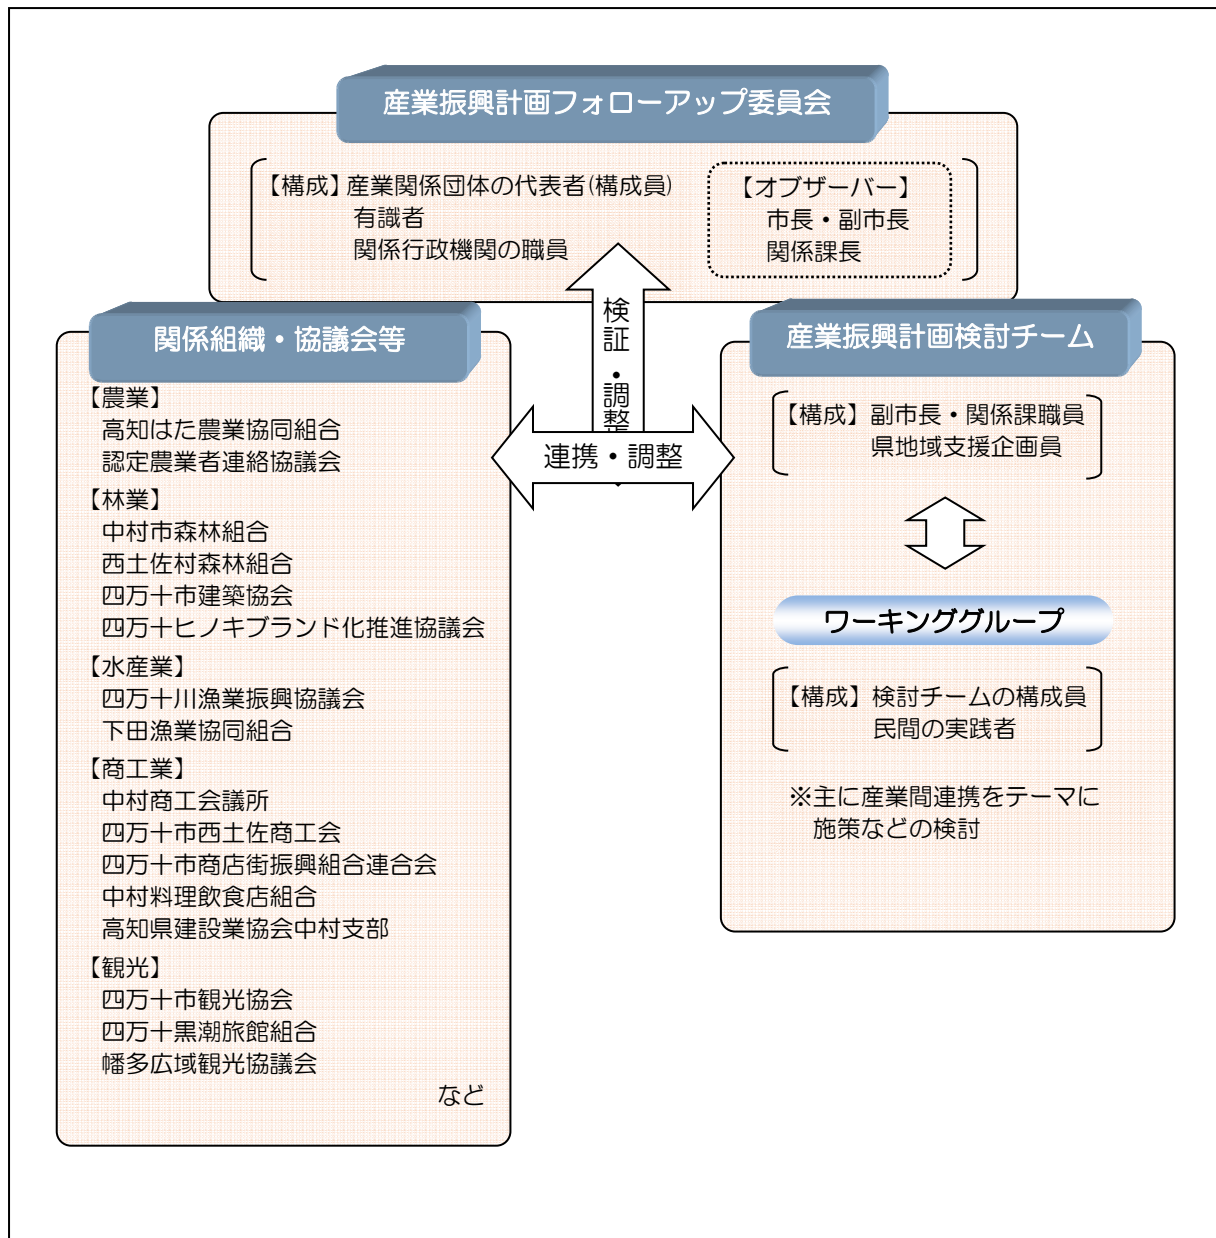 産業振興計画フォローアップ委員会
【構成】産業関係団体の代表者(構成員)
有識者
関係行政機関の職員
【オブザーバー】
市長・副市長
関係課長
検証・調整
連携・調整
関係組織・協議会等
【農業】
高知はた農業協同組合
認定農業者連絡協議会
【林業】
中村市森林組合
西土佐村森林組合
四万十市建築協会
四万十ヒノキブランド化推進協議会
【水産業】
四万十川漁業振興協議会
下田漁業協同組合
【商工業】
中村商工会議所
四万十市西土佐商工会
四万十市商店街振興組合連合会
中村料理飲食店組合
高知県建設業協会中村支部
【観光】
四万十市観光協会
四万十黒潮旅館組合
幡多広域観光協議会
など
産業振興計画検討チーム
【構成】副市長・関係課職員
県地域支援企画員
ワーキンググループ
【構成】検討チームの構成員
民間の実践者
※主に産業間連携をテーマに
施策などの検討